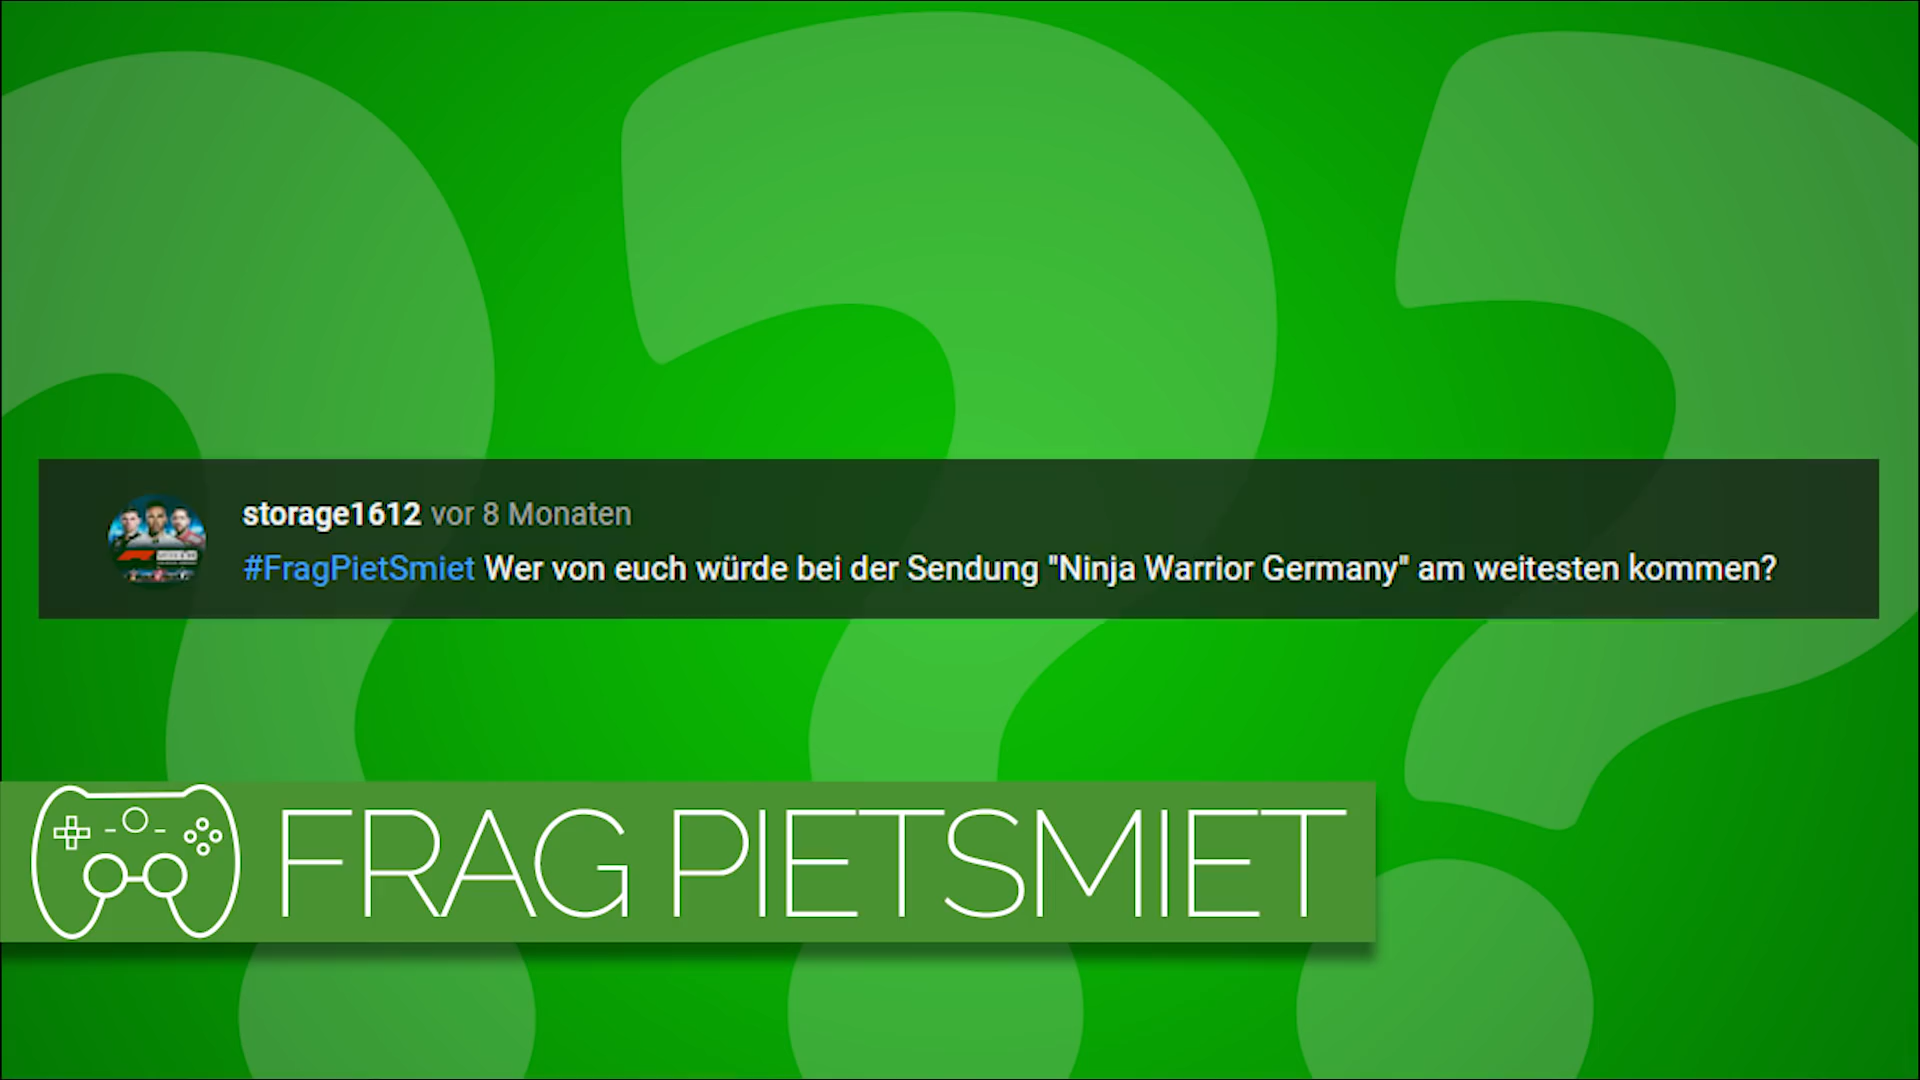 storage1612 vor 8 Monaten
#FragPietSmiet Wer von euch würde bei der Sendung "Ninja Warrior Germany" am weitesten kommen?
FRAG PIETSMIET